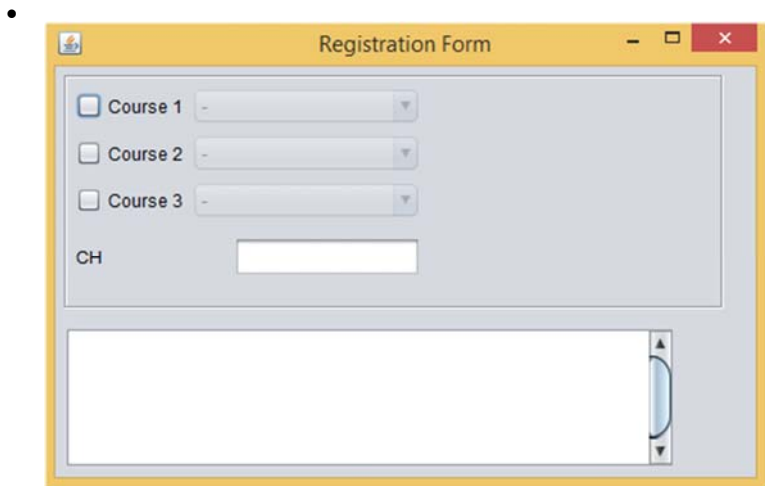 Registration Form
Course 1 -
Course 2 -
Course 3 -
CH